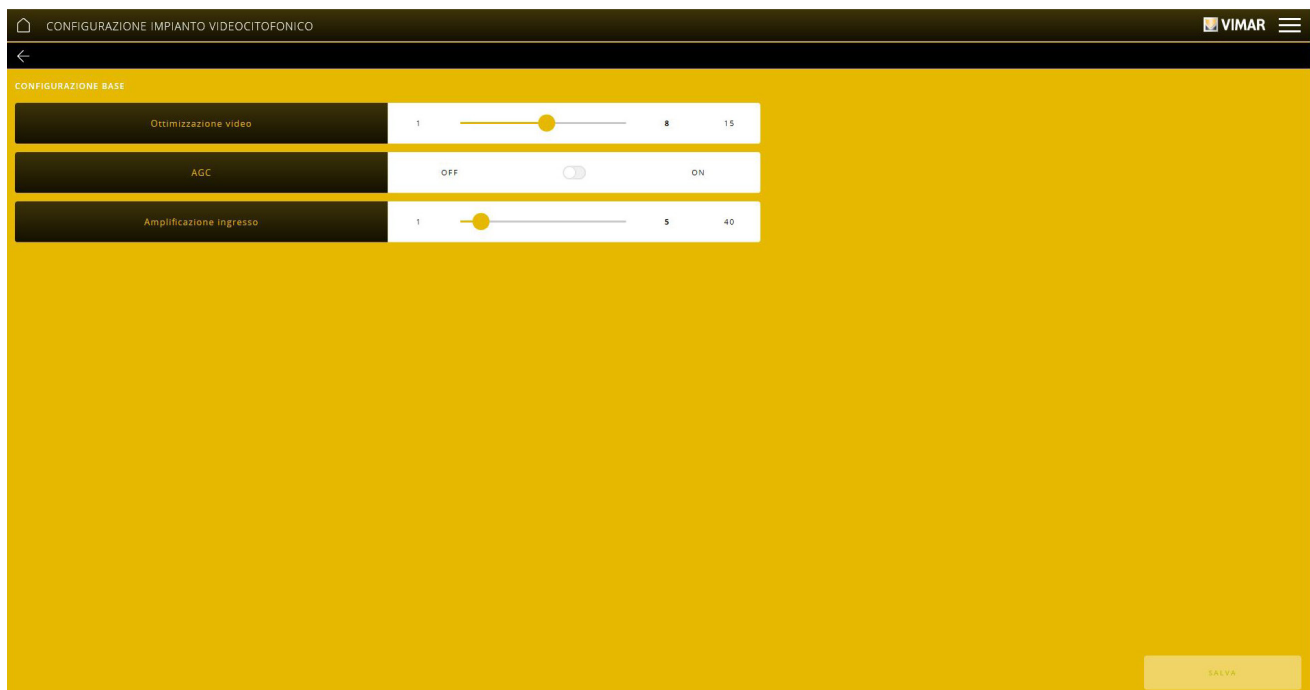 CONFIGURAZIONE IMPIANTO VIDEOCITOFONICO
VIMAR
CONFIGURAZIONE BASE
Ottimizzazione video 1 8 15
AGC OFF ON
Amplificazione ingresso 1 5 40
SALVA